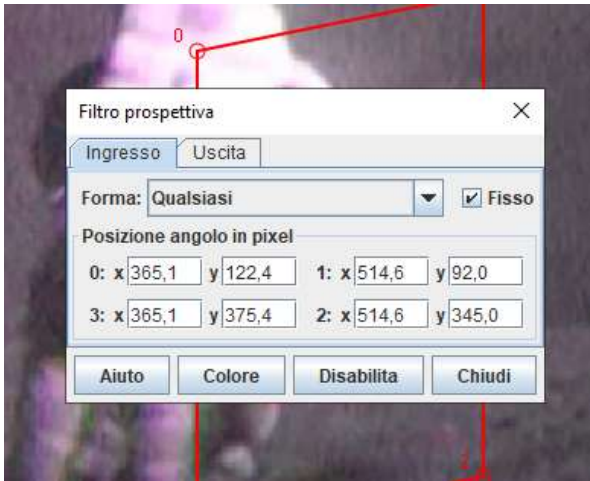 0
Filtro prospettiva
Ingresso Uscita
Forma: Qualsiasi Fisso
Posizione angolo in pixel
0: x 365,1 y 122,4 1: x 514,6 y 92,0
3: x 365,1 y 375,4 2: x 514,6 y 345,0
Aiuto Colore Disabilita Chiudi
2